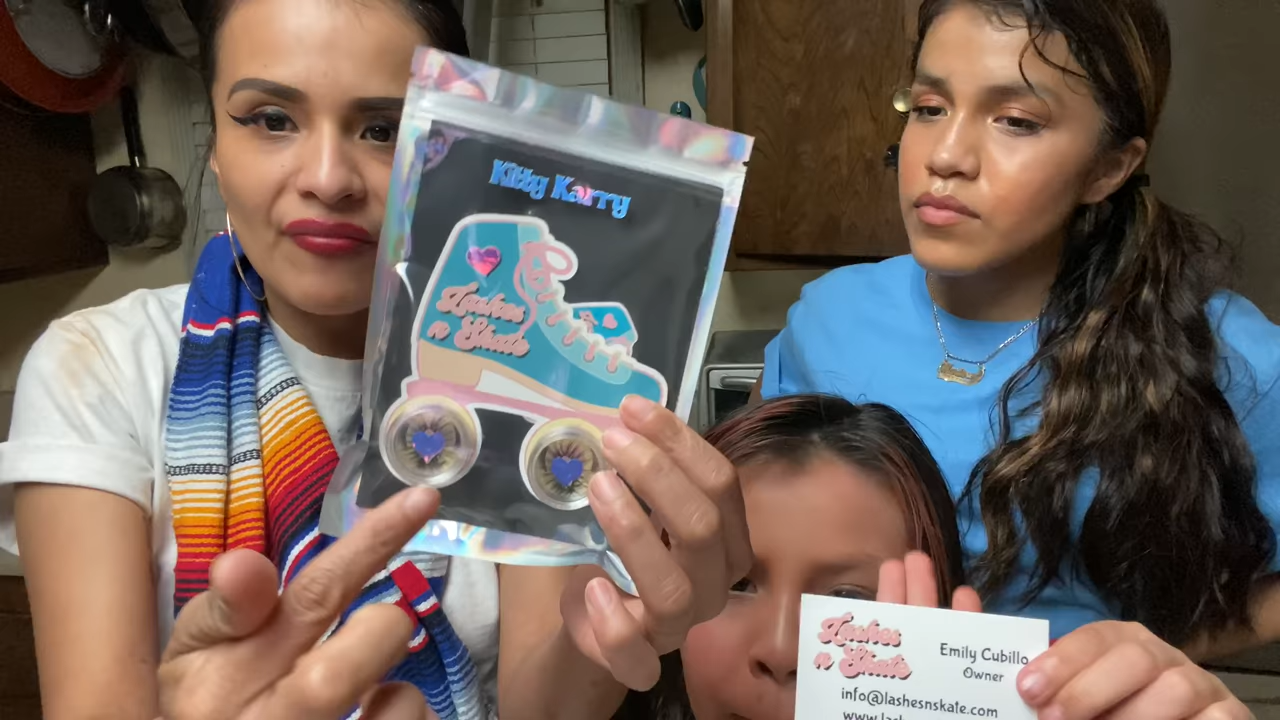 Kitty Karry
Lashes
n Skate
Lashes
n Skate
Emily Cubillo
Owner
info@lashesnskate.com